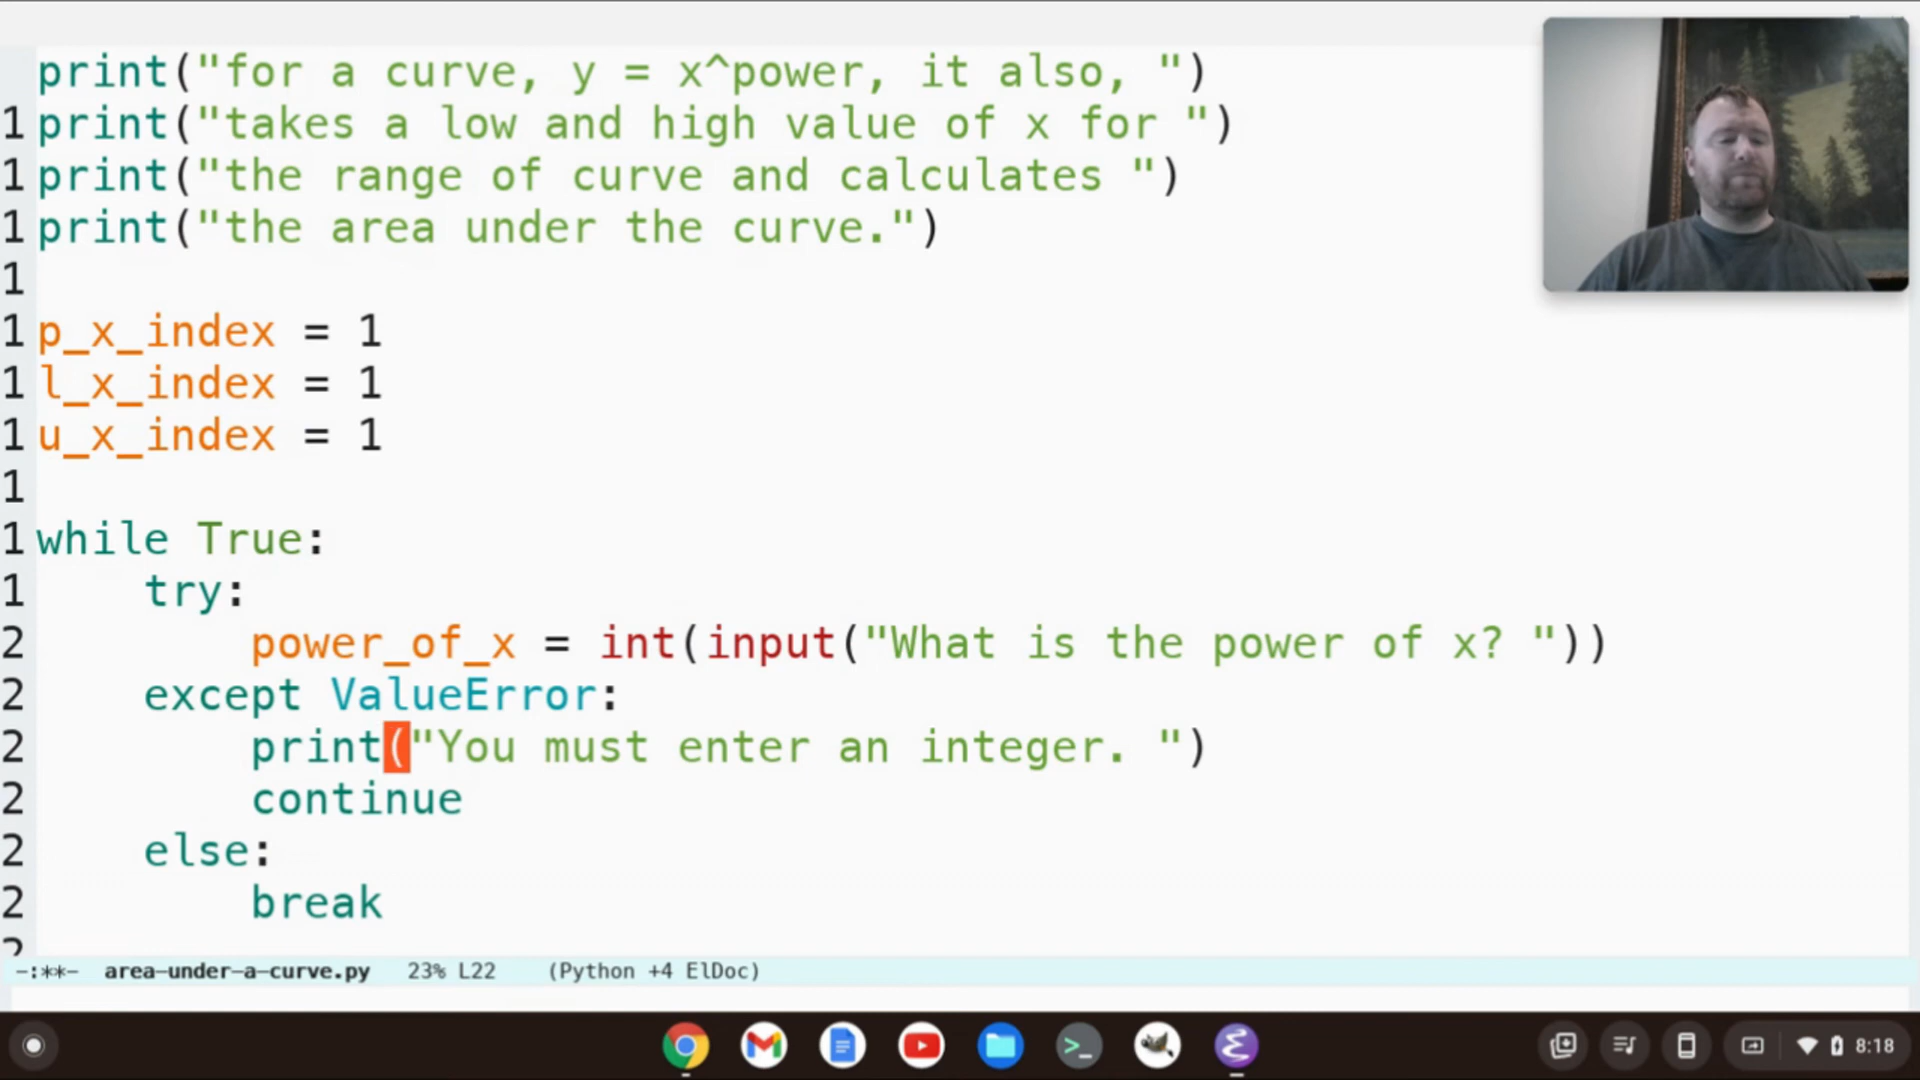 print("for a curve, y = x^power, it also, ")
1 print("takes a low and high value of x for ")
1 print("the range of curve and calculates ")
1 print("the area under the curve.")
1
1 p_x_index = 1
1 l_x_index = 1
1 u_x_index = 1
1
1 while True:
1 try:
2 power_of_x = int(input("What is the power of x? "))
2 except ValueError:
2 print("You must enter an integer. ")
2 continue
2 else:
2 break
2
-:**- area-under-a-curve.py 23% L22 (Python +4 ElDoc)
8:18